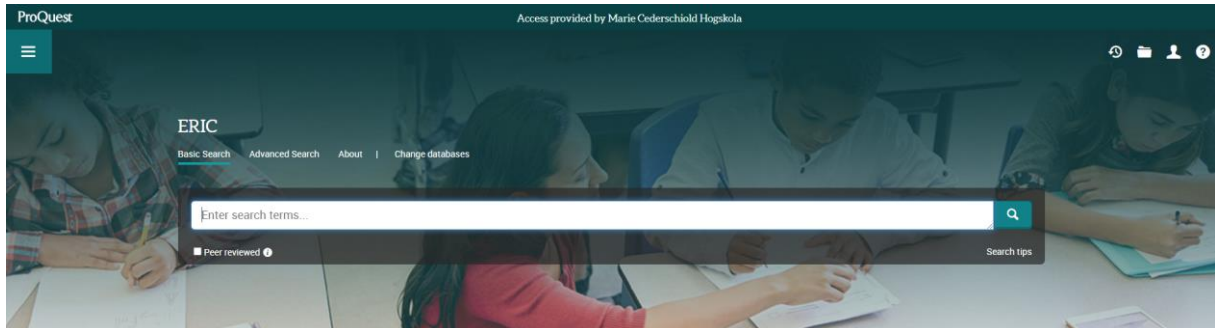 ProQuest
Access provided by Marie Cederschiold Hogskola
ERIC
Basic Search Advanced Search About | Change databases
Enter search terms...
Peer reviewed
Search tips